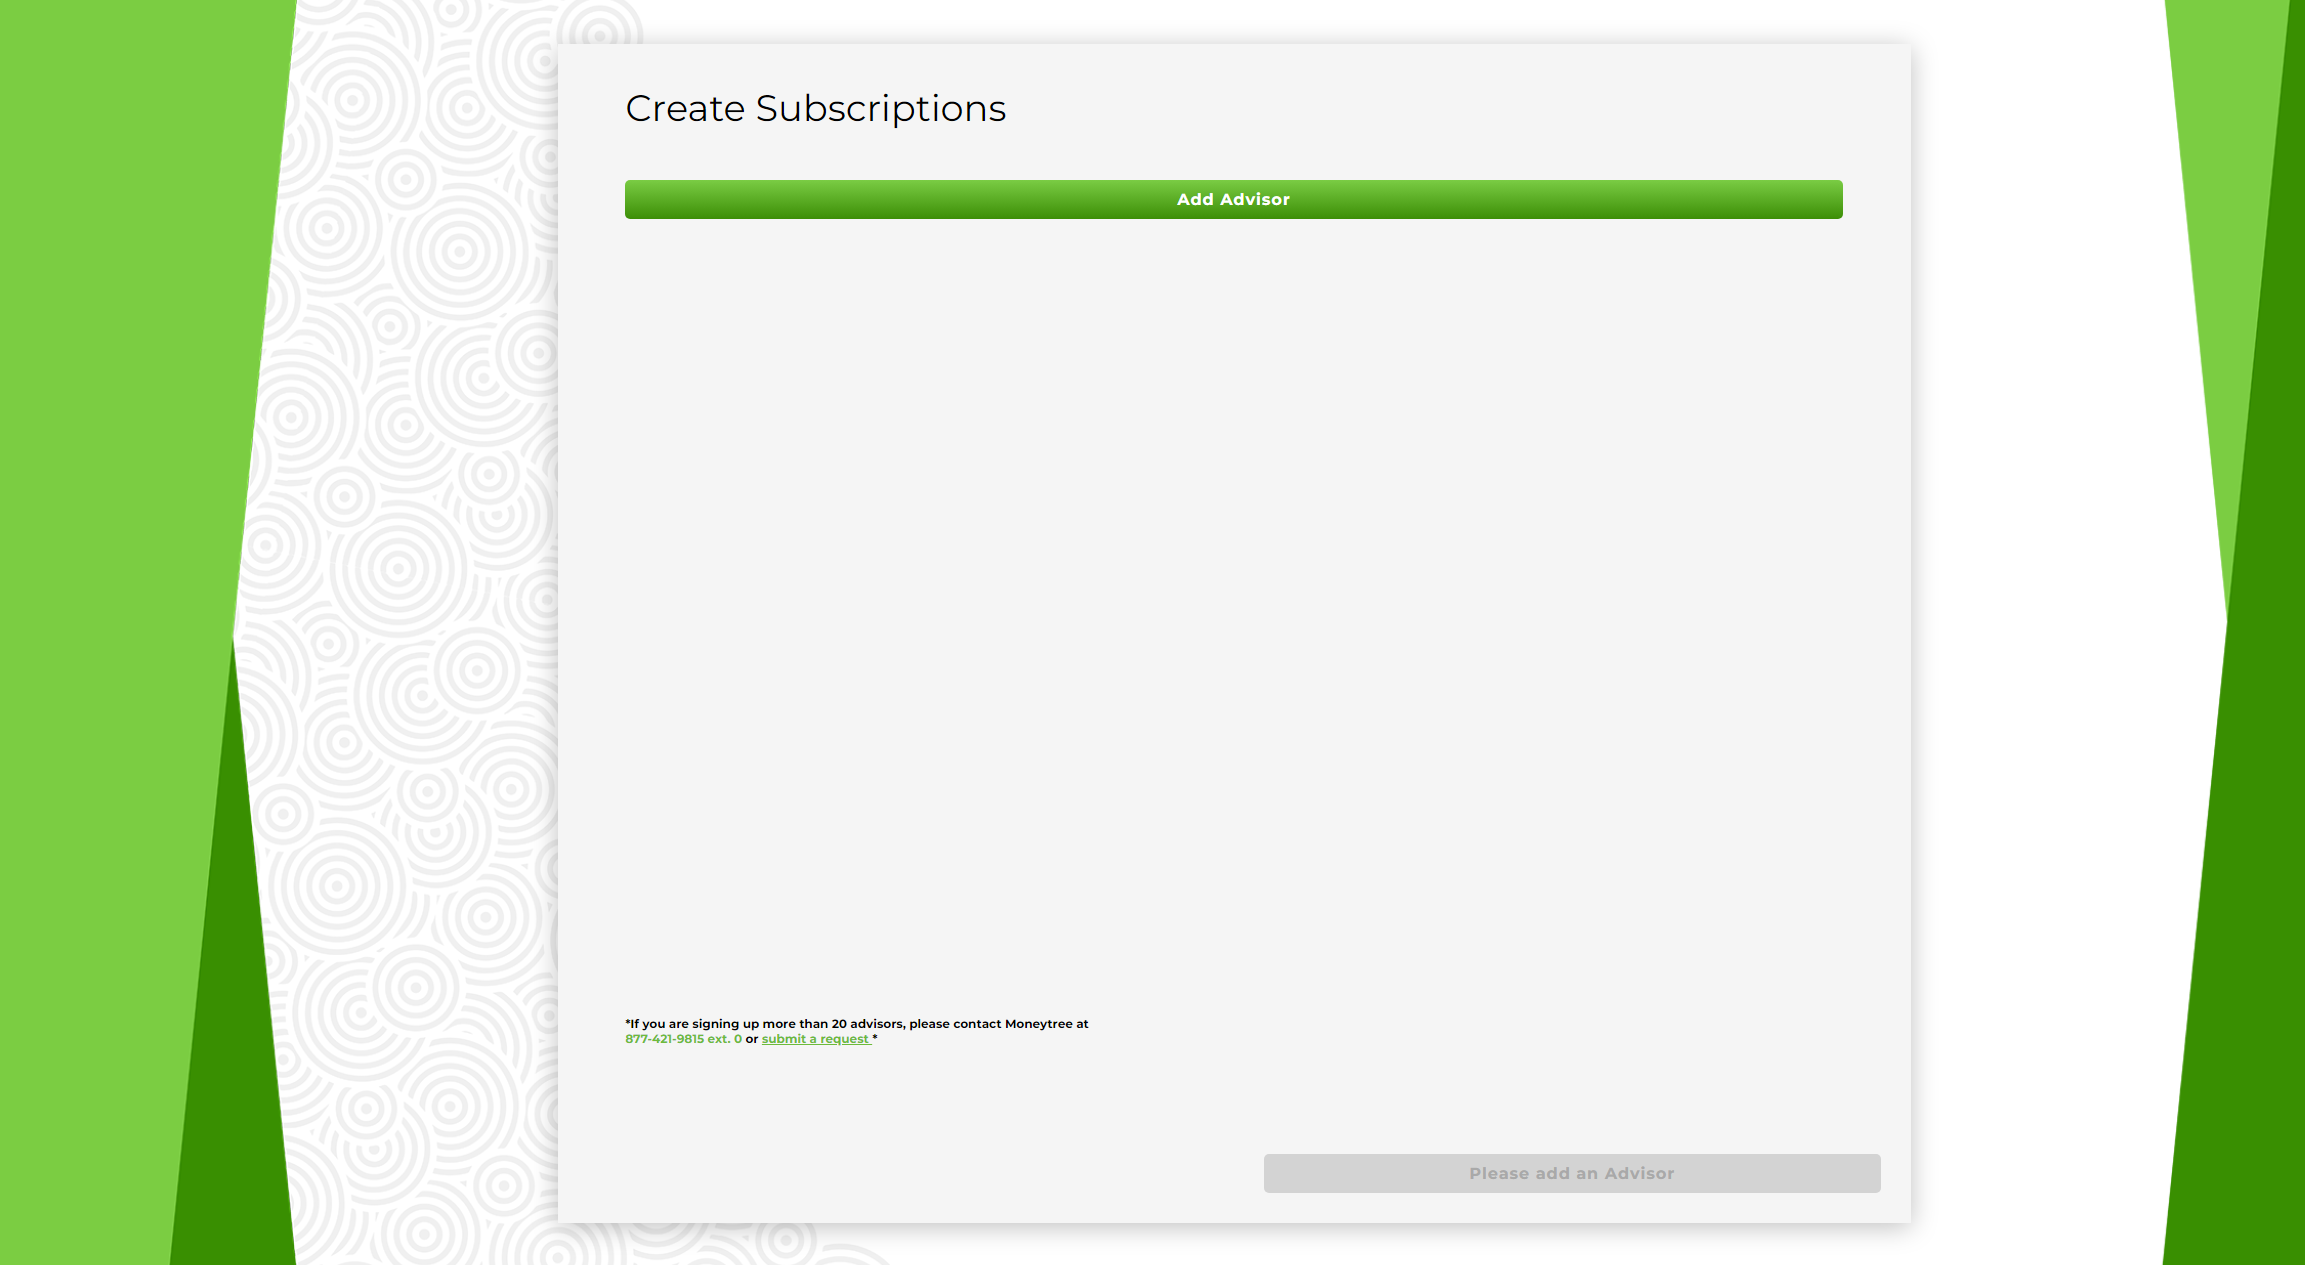 Create Subscriptions
Add Advisor
*If you are signing up more than 20 advisors, please contact Moneytree at
877-421-9815 ext. 0 or submit a request *
Please add an Advisor